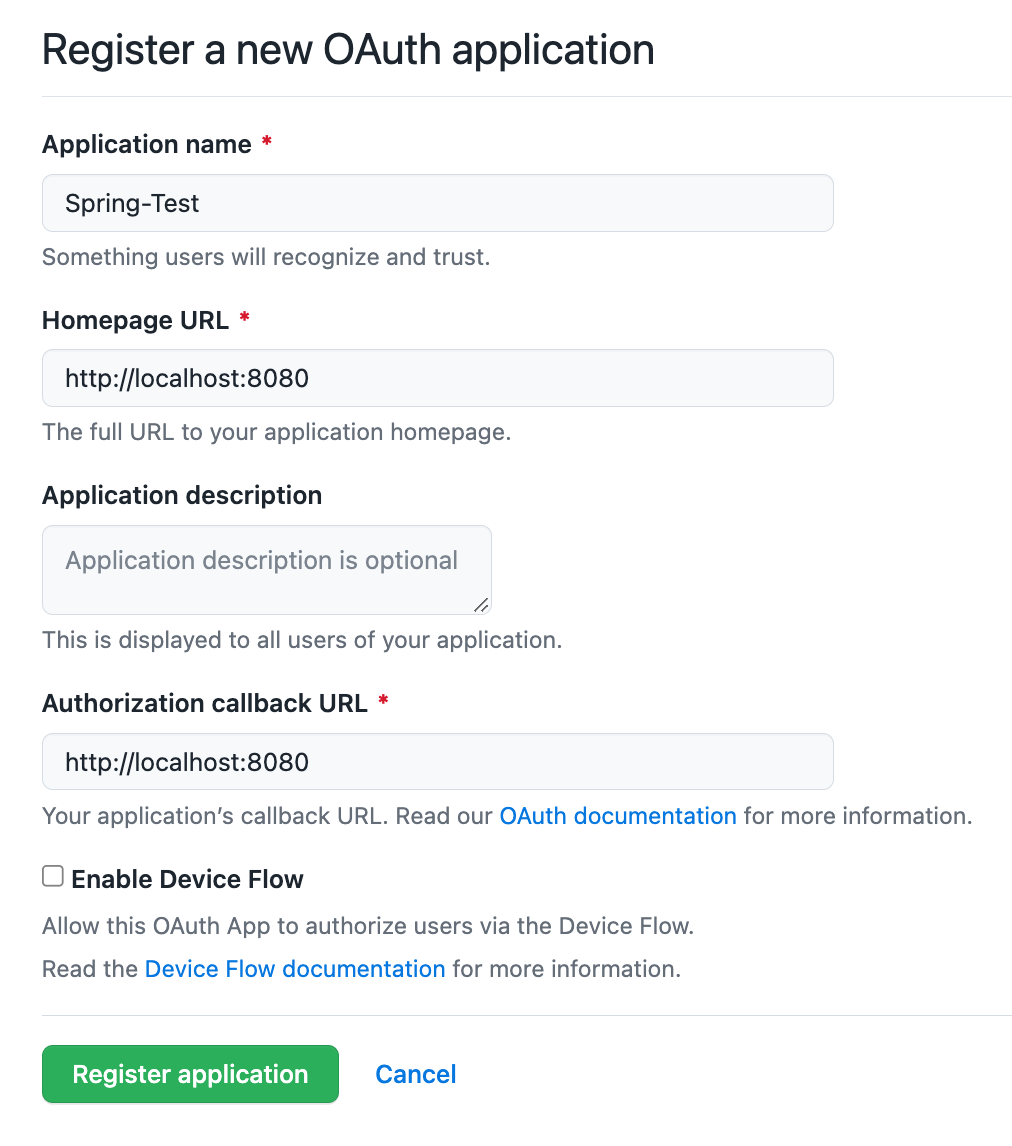 Register a new OAuth application
Application name *
Spring-Test
Something users will recognize and trust.
Homepage URL *
http://localhost:8080
The full URL to your application homepage.
Application description
Application description is optional
This is displayed to all users of your application.
Authorization callback URL *
http://localhost:8080
Your application’s callback URL. Read our OAuth documentation for more information.
Enable Device Flow
Allow this OAuth App to authorize users via the Device Flow.
Read the Device Flow documentation for more information.
Register application Cancel